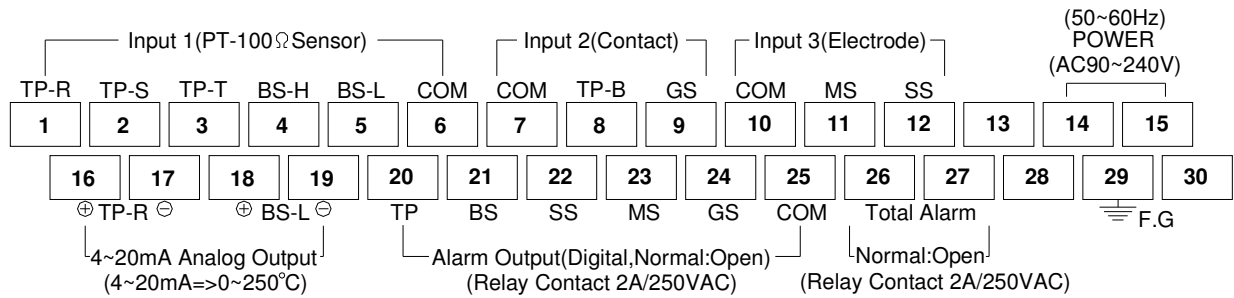 (50~60Hz)
Input 1(PT-100ΩSensor) Input 2(Contact) Input 3(Electrode) POWER
(AC90~240V)
TP-R TP-S TP-T BS-H BS-L COM COM TP-B GS COM MS SS
1 2 3 4 5 6 7 8 9 10 11 12 13 14 15
16 17 18 19 20 21 22 23 24 25 26 27 28 29 30
⊕ TP-R ⊖ ⊕ BS-L ⊖ TP BS SS MS GS COM Total Alarm F.G
4~20mA Analog Output Alarm Output(Digital,Normal:Open) Normal:Open
(4~20mA=>0~250°C) (Relay Contact 2A/250VAC) (Relay Contact 2A/250VAC)